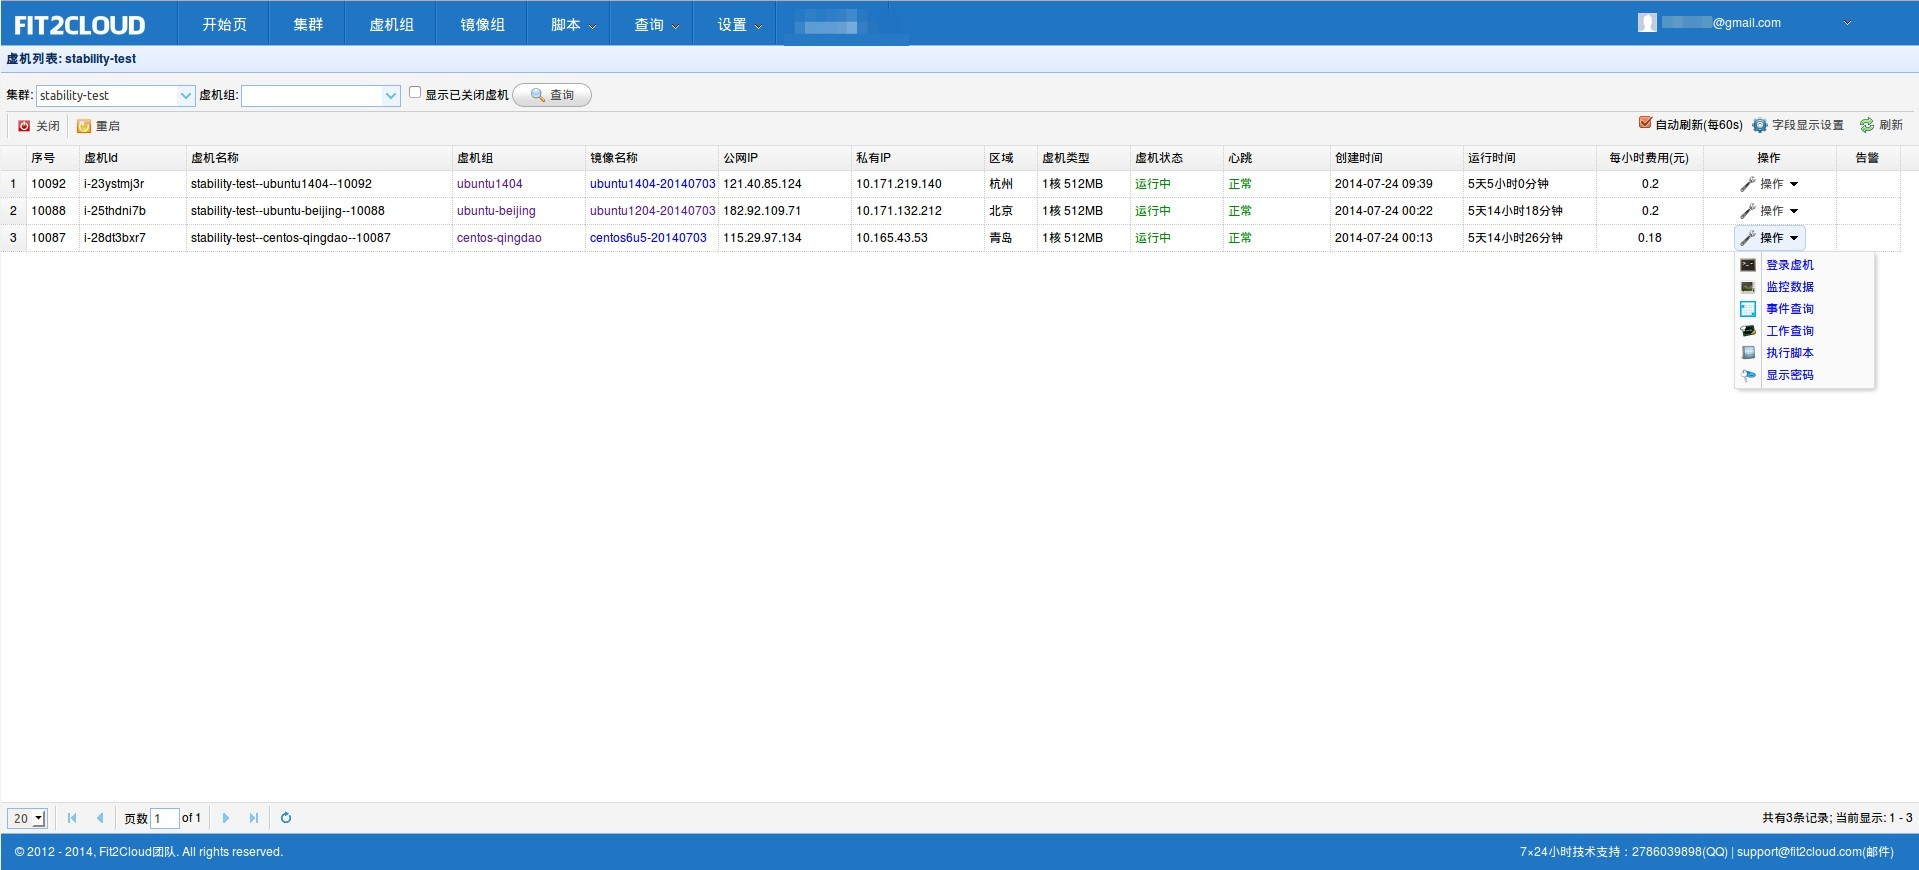 FIT2CLOUD 开始页 集群 虚机组 镜像组 脚本 查询 设置 @gmail.com
虚机列表: stability-test
集群: stability-test 虚机组: 显示已关闭虚机 查询
关闭 重启 自动刷新(每60s) 字段显示设置 刷新
序号 虚机Id 虚机名称 虚机组 镜像名称 公网IP 私有IP 区域 虚机类型 虚机状态 心跳 创建时间 运行时间 每小时费用(元) 操作 告警
1 10092 i-23ystmj3r stability-test--ubuntu1404--10092 ubuntu1404 ubuntu1404-20140703 121.40.85.124 10.171.219.140 杭州 1核 512MB 运行中 正常 2014-07-24 09:39 5天5小时0分钟 0.2 操作
2 10088 i-25thdni7b stability-test--ubuntu-beijing--10088 ubuntu-beijing ubuntu1204-20140703 182.92.109.71 10.171.132.212 北京 1核 512MB 运行中 正常 2014-07-24 00:22 5天14小时18分钟 0.2 操作
3 10087 i-28dt3bxr7 stability-test--centos-qingdao--10087 centos-qingdao centos6u5-20140703 115.29.97.134 10.165.43.53 青岛 1核 512MB 运行中 正常 2014-07-24 00:13 5天14小时26分钟 0.18 操作
登录虚机
监控数据
事件查询
工作查询
执行脚本
显示密码
20 页数 1 of 1 共有3条记录; 当前显示: 1 - 3
© 2012 - 2014, Fit2Cloud团队. All rights reserved. 7×24小时技术支持：2786039898(QQ) | support@fit2cloud.com(邮件)